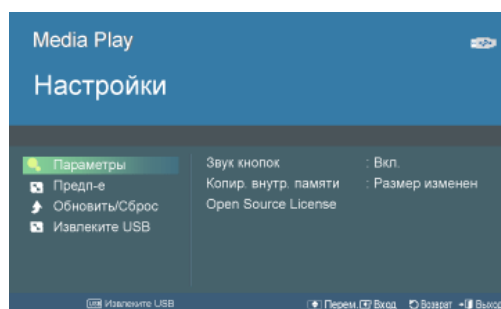 Media Play
Настройки
Параметры
Звук кнопок : Вкл.
Предп-е
Копир. внутр. памяти : Размер изменен
Обновить/Сброс
Open Source License
Извлеките USB
Извлеките USB Перем. Вход Возврат Выход